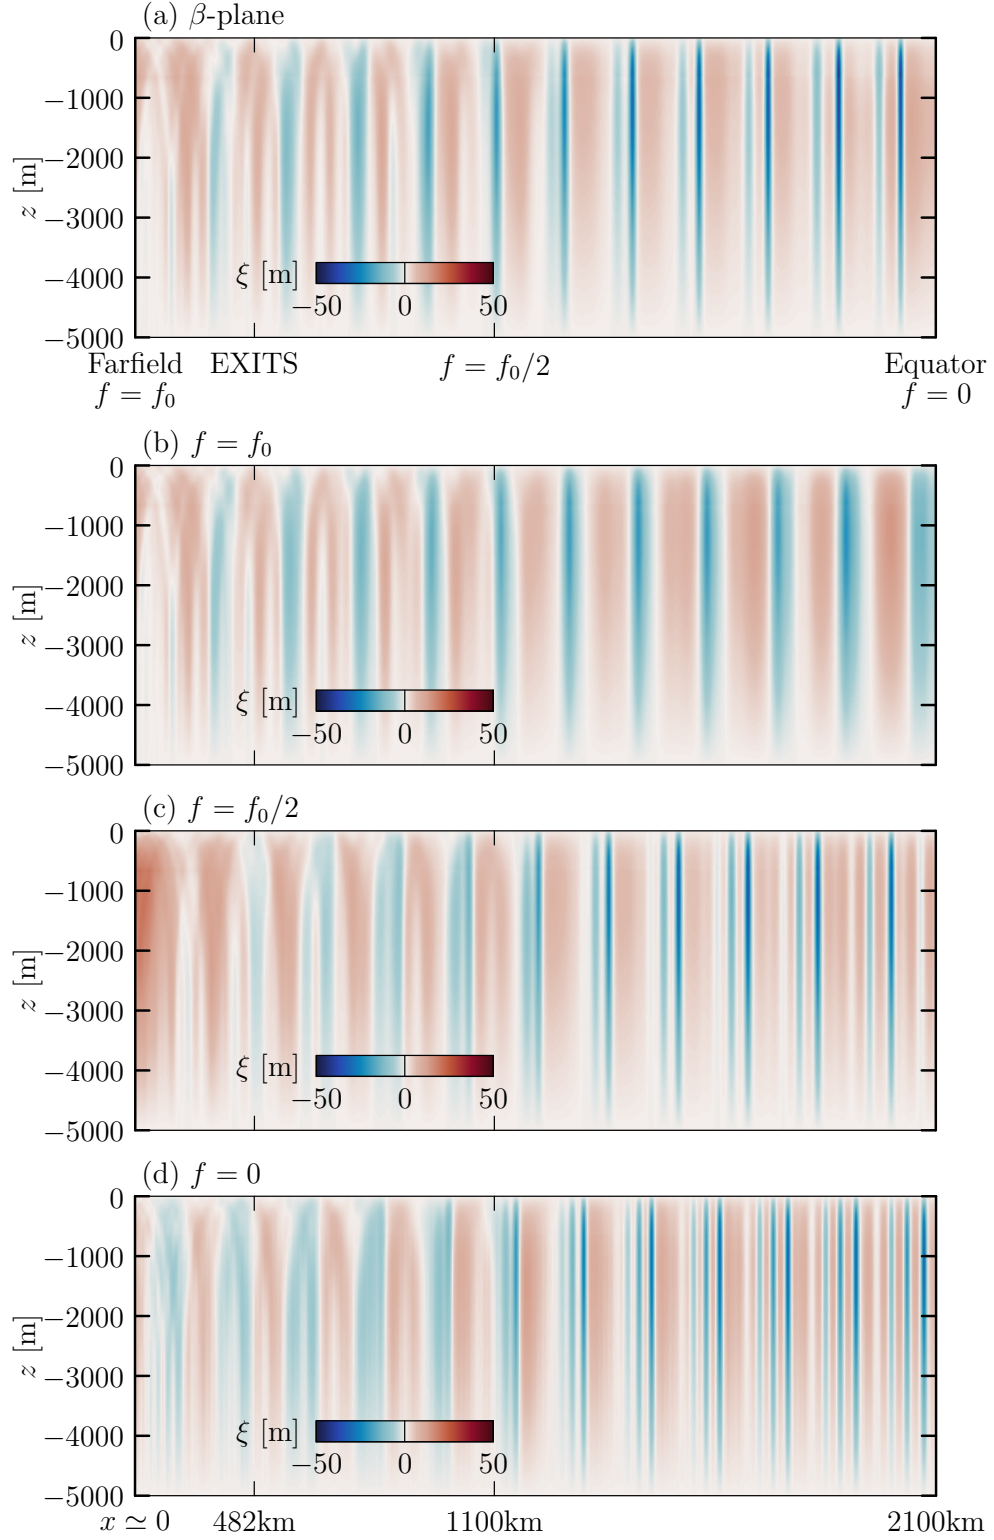 (a) β-plane
0
−1000
−2000
−3000
−4000
−5000
z [m]
ξ [m]
−50 0 50
Farfield EXITS f = f₀/2 Equator
f = f₀ f = 0
(b) f = f₀
0
−1000
−2000
−3000
−4000
−5000
z [m]
ξ [m]
−50 0 50
(c) f = f₀/2
0
−1000
−2000
−3000
−4000
−5000
z [m]
ξ [m]
−50 0 50
(d) f = 0
0
−1000
−2000
−3000
−4000
−5000
z [m]
ξ [m]
−50 0 50
x ≃ 0 482km 1100km 2100km